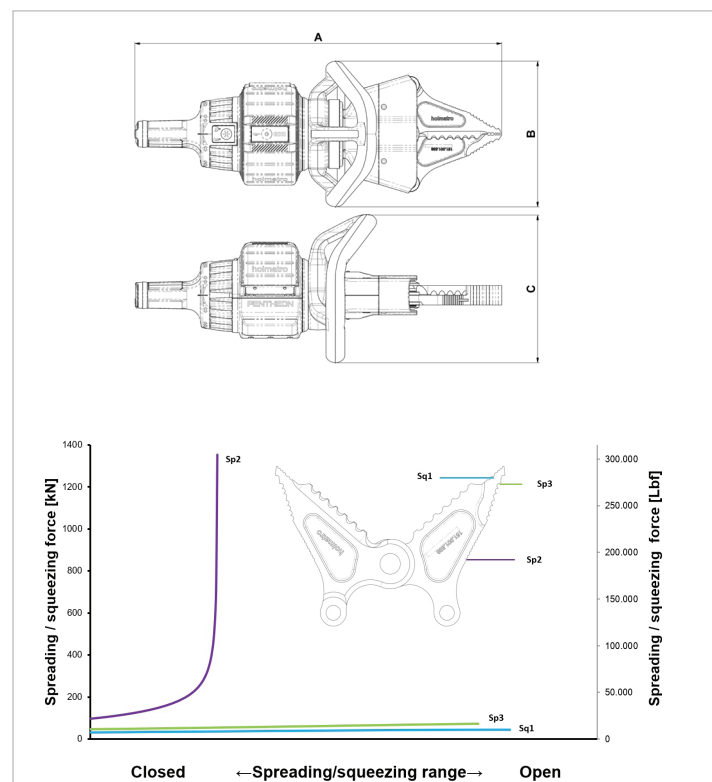 A
B
holmatro
holmatro
C
holmatro
PENTHEON
Spreading / squeezing force [kN]
1400
1200
1000
800
600
400
200
0
Sp2
Sq1
Sp3
Sp2
holmatro
Sp3
Sq1
300.000
250.000
200.000
150.000
100.000
50.000
0
Spreading / squeezing force [Lbf]
Closed ←Spreading/squeezing range→ Open